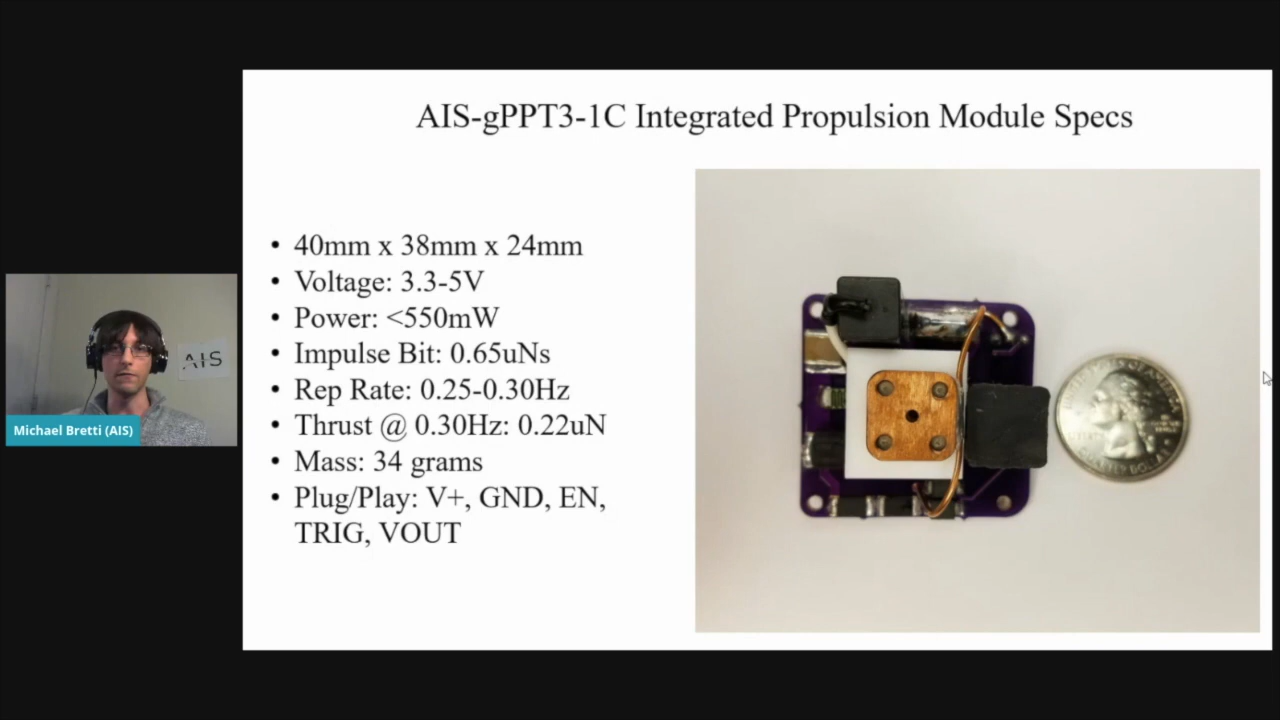 AIS-gPPT3-1C Integrated Propulsion Module Specs
• 40mm x 38mm x 24mm
• Voltage: 3.3-5V
• Power: <550mW
• Impulse Bit: 0.65uNs
• Rep Rate: 0.25-0.30Hz
• Thrust @ 0.30Hz: 0.22uN
• Mass: 34 grams
• Plug/Play: V+, GND, EN,
TRIG, VOUT
AIS
Michael Bretti (AIS)